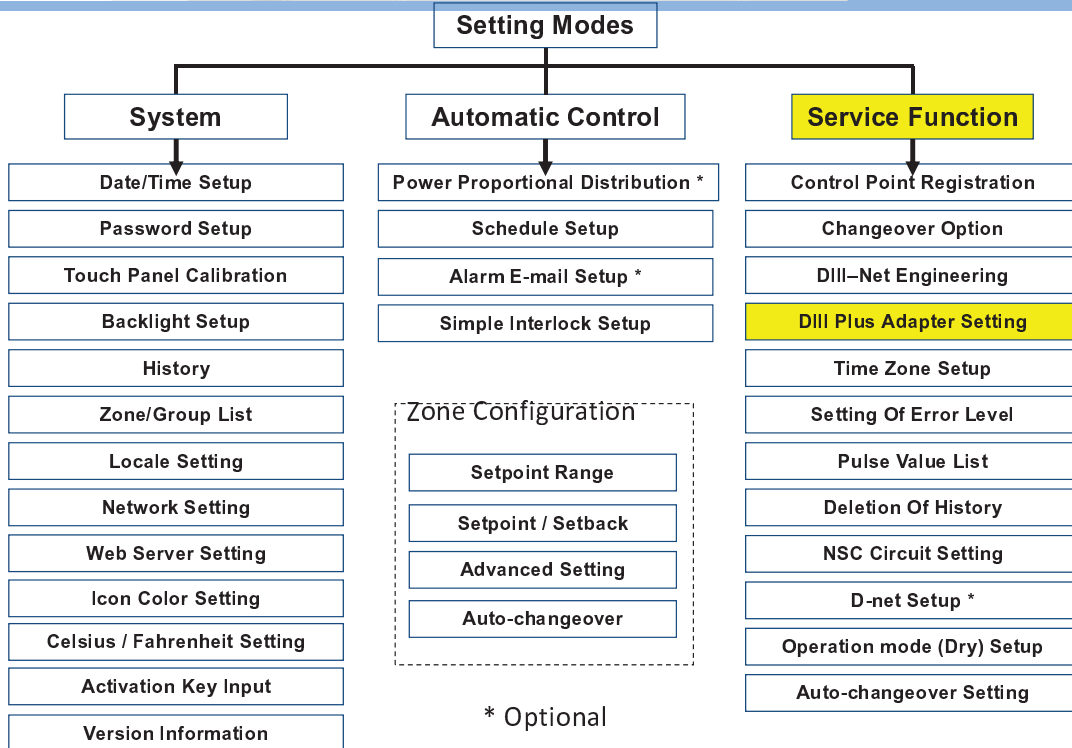 Setting Modes
System
Date/Time Setup
Password Setup
Touch Panel Calibration
Backlight Setup
History
Zone/Group List
Locale Setting
Network Setting
Web Server Setting
Icon Color Setting
Celsius / Fahrenheit Setting
Activation Key Input
Version Information
Automatic Control
Power Proportional Distribution *
Schedule Setup
Alarm E-mail Setup *
Simple Interlock Setup
Zone Configuration
Setpoint Range
Setpoint / Setback
Advanced Setting
Auto-changeover
* Optional
Service Function
Control Point Registration
Changeover Option
DIII–Net Engineering
DIII Plus Adapter Setting
Time Zone Setup
Setting Of Error Level
Pulse Value List
Deletion Of History
NSC Circuit Setting
D-net Setup *
Operation mode (Dry) Setup
Auto-changeover Setting